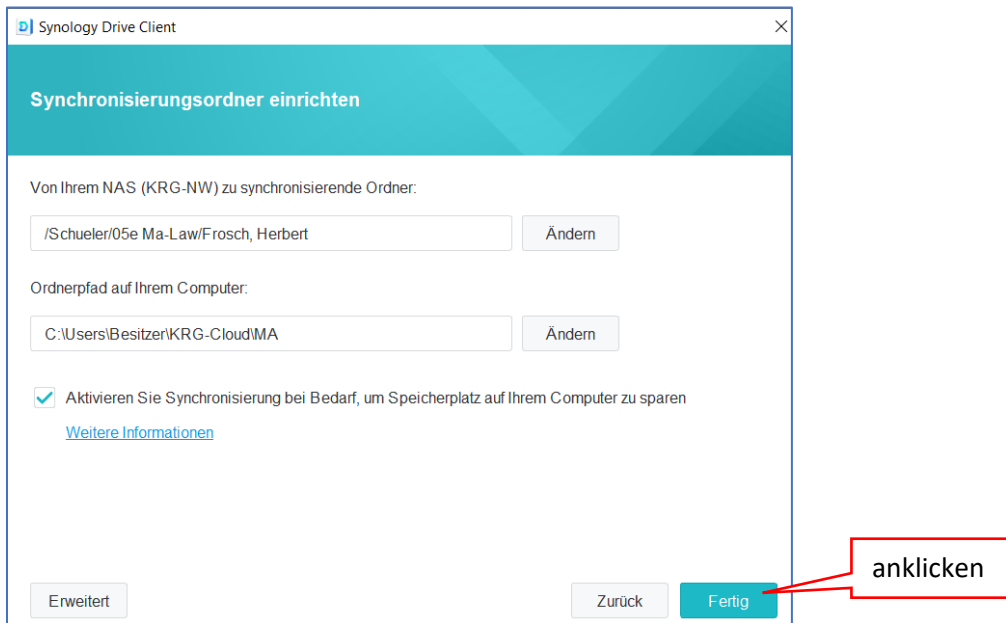 Synology Drive Client
Synchronisierungsordner einrichten
Von Ihrem NAS (KRG-NW) zu synchronisierende Ordner:
/Schueler/05e Ma-Law/Frosch, Herbert
Ändern
Ordnerpfad auf Ihrem Computer:
C:\Users\Besitzer\KRG-Cloud\MA
Ändern
Aktivieren Sie Synchronisierung bei Bedarf, um Speicherplatz auf Ihrem Computer zu sparen
Weitere Informationen
anklicken
Erweitert
Zurück
Fertig